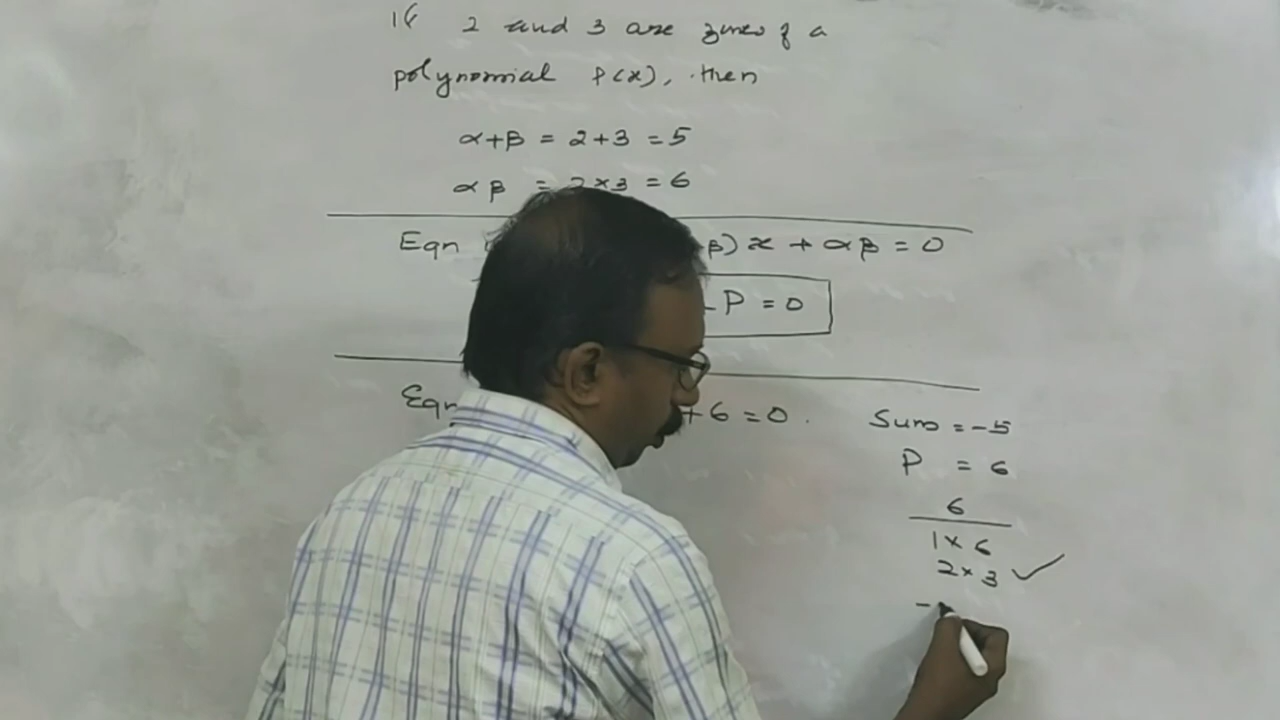 If 2 and 3 are zeros of a
polynomial P(x), then
α+β = 2+3 = 5
αβ = 2×3 = 6
Eqn β) x + αβ = 0
P = 0
Eqn +6 = 0.
Sum = -5
P = 6
6
1 × 6
2 × 3 ✓
-